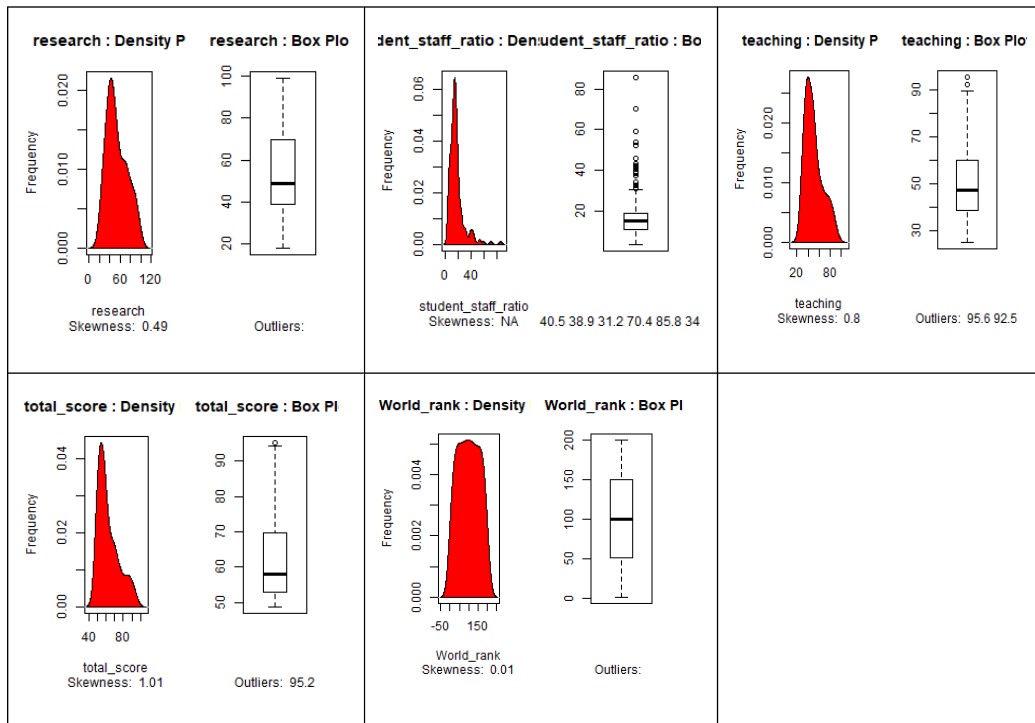 research : Density P
research : Box Plo
0.020
0.010
0.000
Frequency
0 60 120
research
Skewness: 0.49
100
80
60
40
20
Outliers:
dent_staff_ratio : Den
udent_staff_ratio : Bo
0.06
0.04
0.02
0.00
Frequency
0 40
student_staff_ratio
Skewness: NA
80
60
40
20
40.5 38.9 31.2 70.4 85.8 34
teaching : Density P
teaching : Box Plo
0.020
0.010
0.000
Frequency
20 80
teaching
Skewness: 0.8
90
70
50
30
Outliers: 95.6 92.5
total_score : Density
total_score : Box Pl
0.04
0.02
0.00
Frequency
40 80
total_score
Skewness: 1.01
90
80
70
60
50
Outliers: 95.2
World_rank : Density
World_rank : Box Pl
0.004
0.002
0.000
Frequency
-50 150
World_rank
Skewness: 0.01
200
150
100
50
0
Outliers: